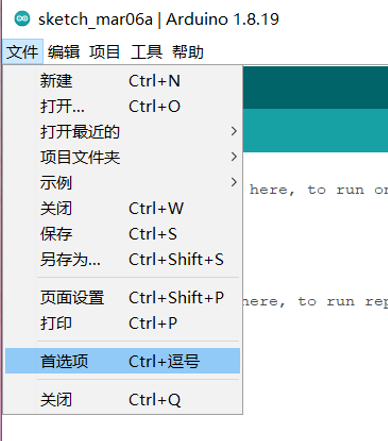 sketch_mar06a | Arduino 1.8.19
文件 编辑 项目 工具 帮助
新建 Ctrl+N
打开... Ctrl+O
打开最近的
项目文件夹
示例
here, to run on
关闭 Ctrl+W
保存 Ctrl+S
另存为... Ctrl+Shift+S
页面设置 Ctrl+Shift+P
here, to run rep
打印 Ctrl+P
首选项 Ctrl+逗号
关闭 Ctrl+Q